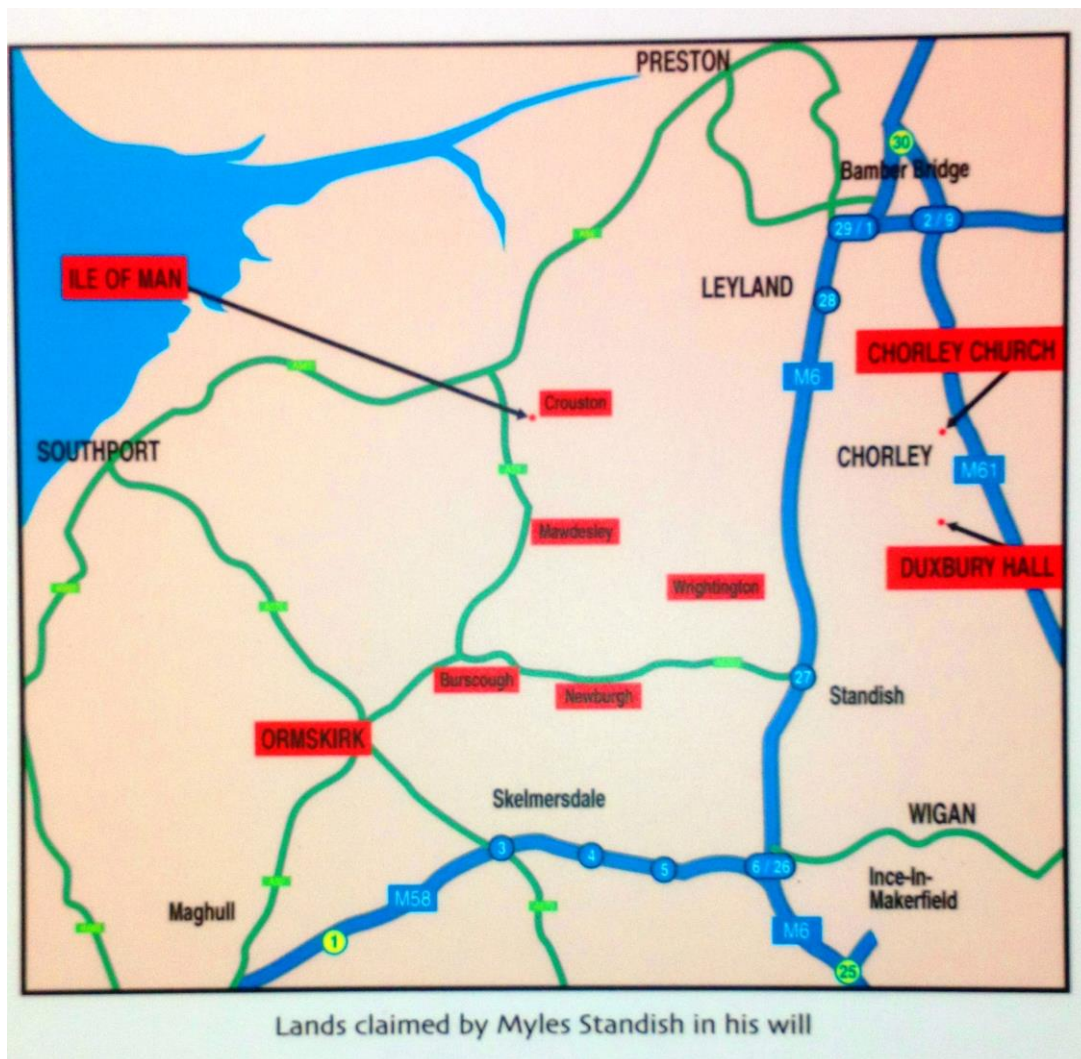 PRESTON
30
Bamber Bridge
29 / 1
2 / 9
ILE OF MAN
LEYLAND
28
CHORLEY CHURCH
M6
Crouston
SOUTHPORT
CHORLEY
M61
Mawdesley
DUXBURY HALL
Wrightington
Burscough
27
Newburgh
Standish
ORMSKIRK
Skelmersdale
WIGAN
3
4
5
6 / 26
Ince-In-
Makerfield
M58
Maghull
M6
1
25
Lands claimed by Myles Standish in his will